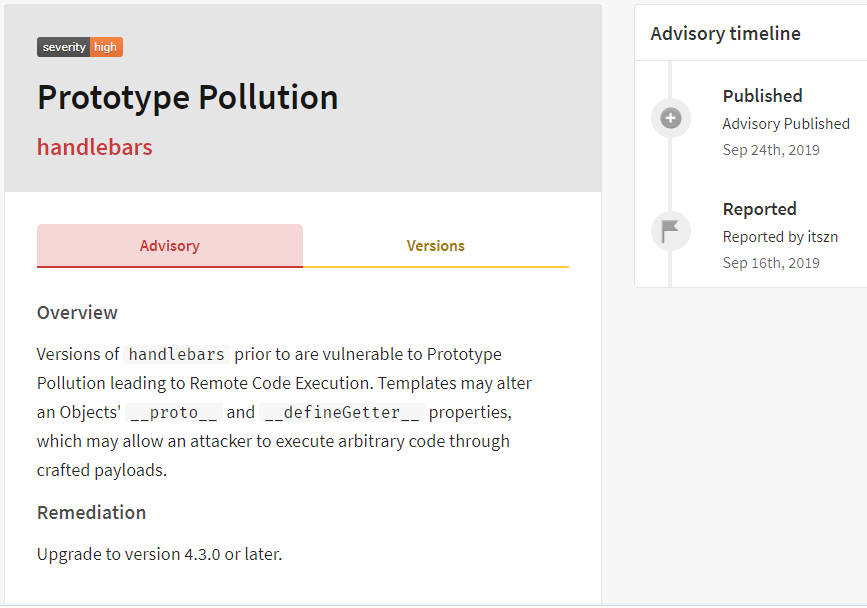 severity high
Prototype Pollution
handlebars
Advisory
Versions
Overview
Versions of handlebars prior to are vulnerable to Prototype
Pollution leading to Remote Code Execution. Templates may alter
an Objects' __proto__ and __defineGetter__ properties,
which may allow an attacker to execute arbitrary code through
crafted payloads.
Remediation
Upgrade to version 4.3.0 or later.
Advisory timeline
Published
Advisory Published
Sep 24th, 2019
Reported
Reported by itszn
Sep 16th, 2019